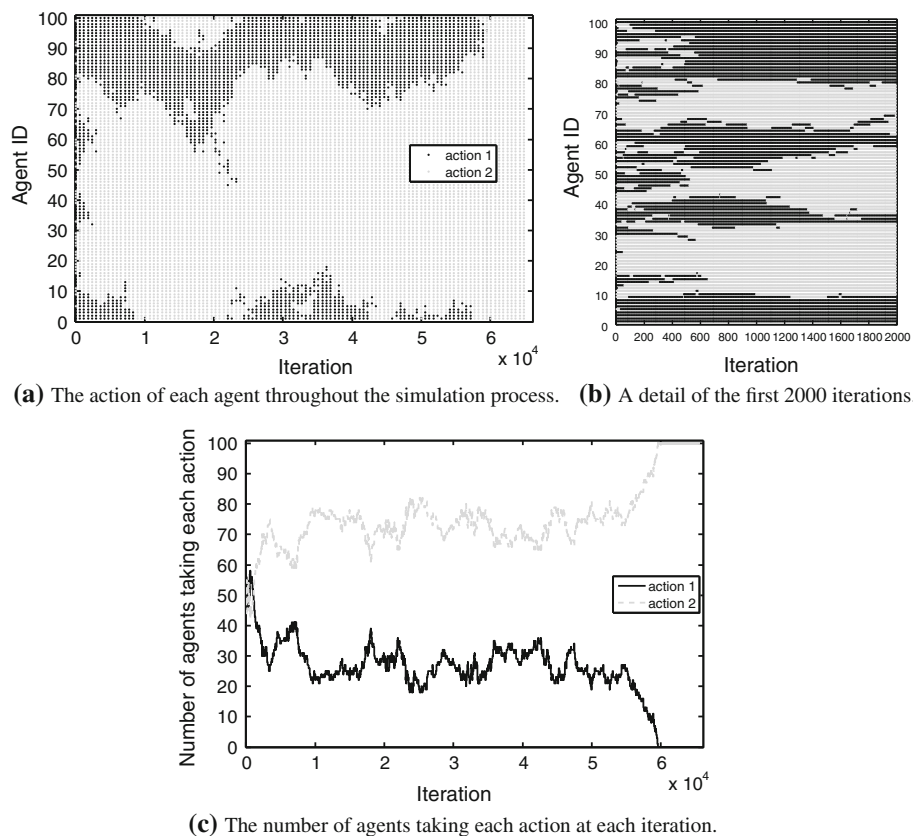 100
90
80
70
60
50
40
30
20
10
0
Agent ID
action 1
action 2
0 1 2 3 4 5 6
x 10^4
Iteration
100
90
80
70
60
50
40
30
20
10
0
Agent ID
0 200 400 600 800 1000 1200 1400 1600 1800 2000
Iteration
(a) The action of each agent throughout the simulation process.
(b) A detail of the first 2000 iterations.
100
90
80
70
60
50
40
30
20
10
0
Number of agents taking each action
action 1
action 2
0 1 2 3 4 5 6
x 10^4
Iteration
(c) The number of agents taking each action at each iteration.